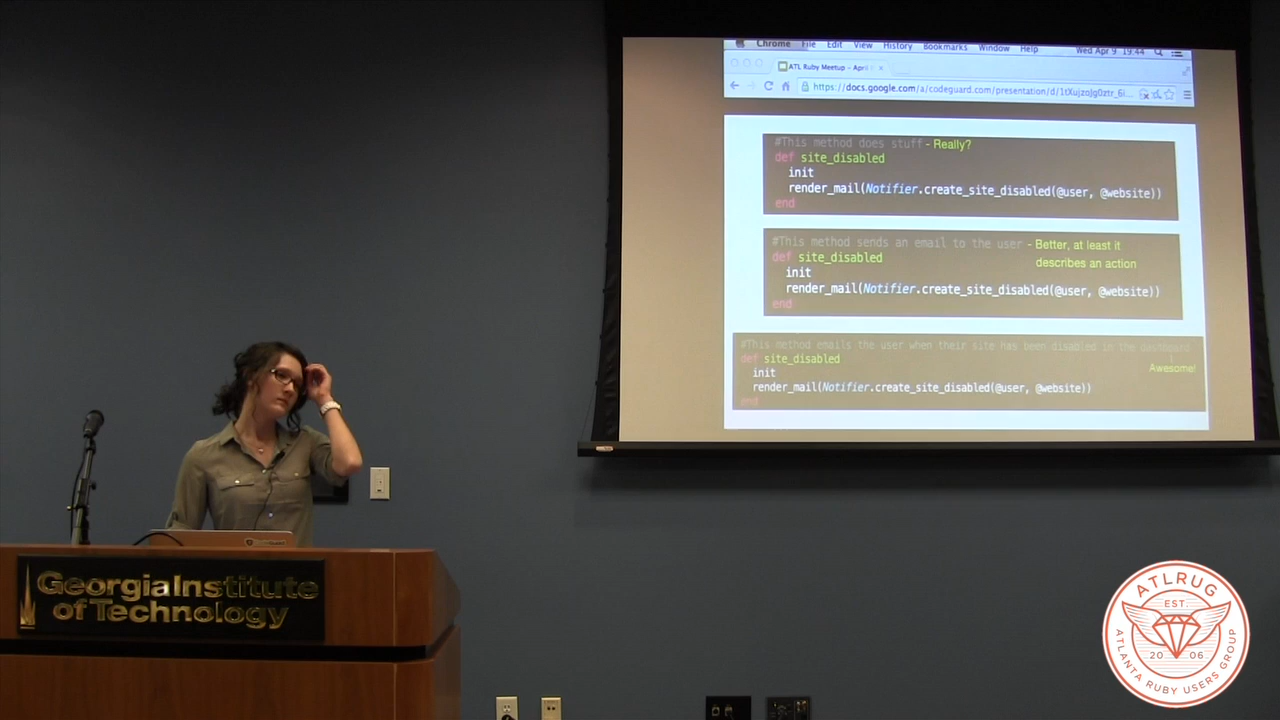 Chrome File Edit View History Bookmarks Window Help Wed Apr 9 19:44
ATL Ruby Meetup - April
https://docs.google.com/a/codeguard.com/presentation/d/
#This method does stuff - Really?
def site_disabled
init
render_mail(Notifier.create_site_disabled(@user, @website))
end
#This method sends an email to the user - Better, at least it
describes an action
def site_disabled
init
render_mail(Notifier.create_site_disabled(@user, @website))
end
#This method emails the user when their site has been disabled in the dashboard
Awesome!
def site_disabled
init
render_mail(Notifier.create_site_disabled(@user, @website))
end
Georgia Institute
of Technology
ATLRUG
EST.
20 06
ATLANTA RUBY USERS GROUP